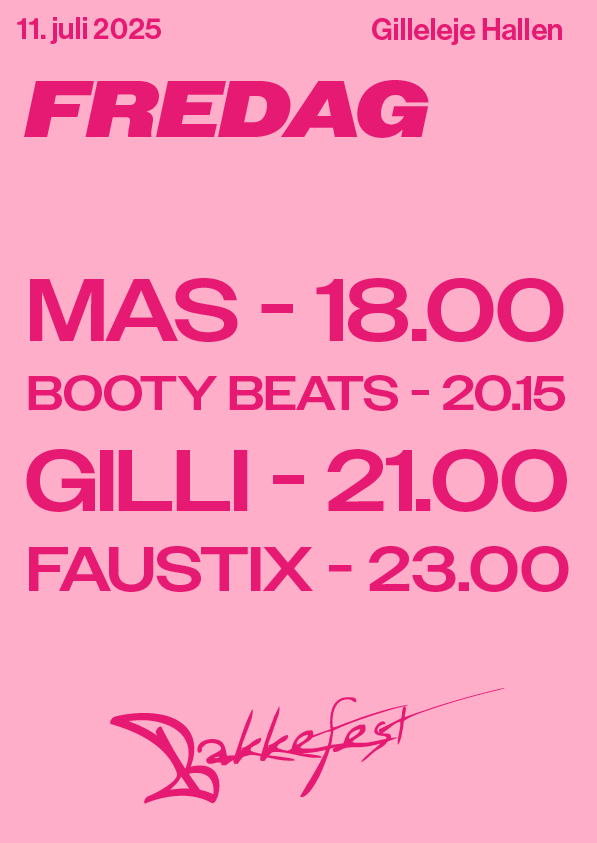 11. juli 2025 Gilleleje Hallen
FREDAG
MAS - 18.00
BOOTY BEATS - 20.15
GILLI - 21.00
FAUSTIX - 23.00
Bakkefest